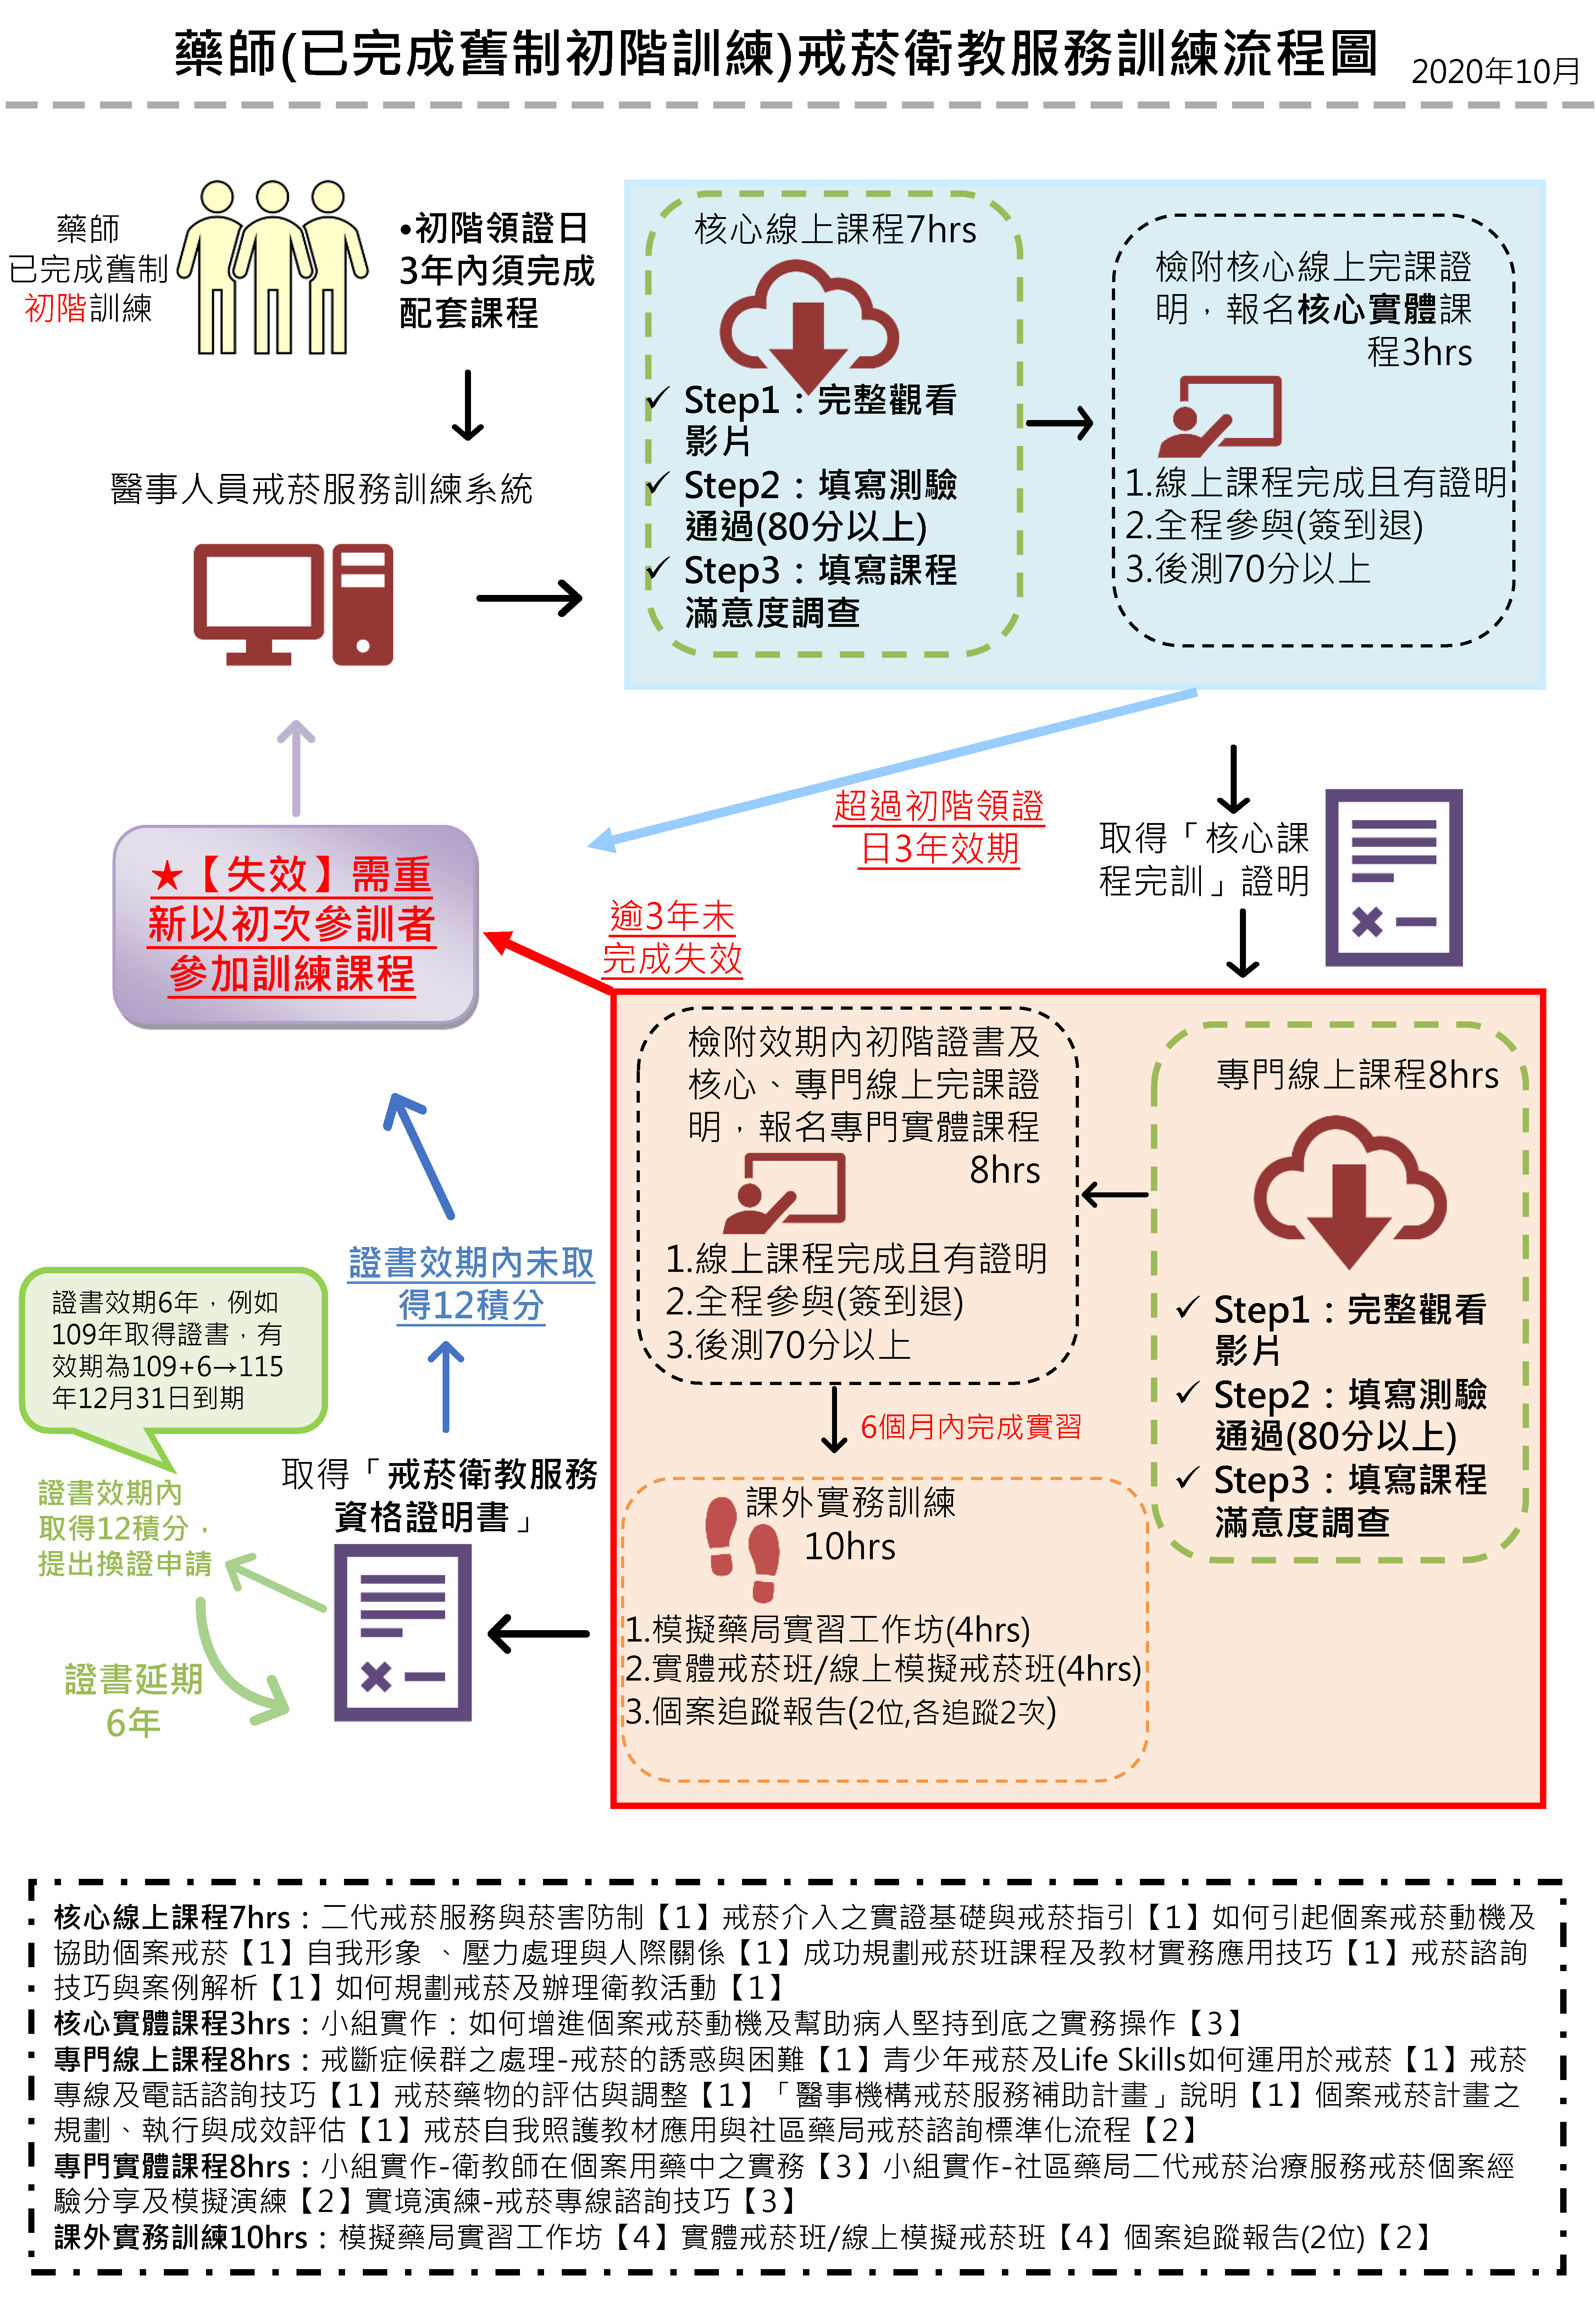 藥師(已完成舊制初階訓練)戒菸衛教服務訓練流程圖
2020年10月
藥師
已完成舊制
初階訓練
•初階領證日
3年內須完成
配套課程
醫事人員戒菸服務訓練系統
核心線上課程7hrs
✓ Step1：完整觀看
影片
✓ Step2：填寫測驗
通過(80分以上)
✓ Step3：填寫課程
滿意度調查
檢附核心線上完課證
明，報名核心實體課
程3hrs
1.線上課程完成且有證明
2.全程參與(簽到退)
3.後測70分以上
超過初階領證
日3年效期
取得「核心課
程完訓」證明
★【失效】需重
新以初次參訓者
參加訓練課程
逾3年未
完成失效
專門線上課程8hrs
✓ Step1：完整觀看
影片
✓ Step2：填寫測驗
通過(80分以上)
✓ Step3：填寫課程
滿意度調查
檢附效期內初階證書及
核心、專門線上完課證
明，報名專門實體課程
8hrs
1.線上課程完成且有證明
2.全程參與(簽到退)
3.後測70分以上
6個月內完成實習
課外實務訓練
10hrs
1.模擬藥局實習工作坊(4hrs)
2.實體戒菸班/線上模擬戒菸班(4hrs)
3.個案追蹤報告(2位,各追蹤2次)
取得「戒菸衛教服務
資格證明書」
證書效期內未取
得12積分
證書效期6年，例如
109年取得證書，有
效期為109+6→115
年12月31日到期
證書效期內
取得12積分，
提出換證申請
證書延期
6年
核心線上課程7hrs：二代戒菸服務與菸害防制【1】戒菸介入之實證基礎與戒菸指引【1】如何引起個案戒菸動機及
協助個案戒菸【1】自我形象 、壓力處理與人際關係【1】成功規劃戒菸班課程及教材實務應用技巧【1】戒菸諮詢
技巧與案例解析【1】如何規劃戒菸及辦理衛教活動【1】
核心實體課程3hrs：小組實作：如何增進個案戒菸動機及幫助病人堅持到底之實務操作【3】
專門線上課程8hrs：戒斷症候群之處理-戒菸的誘惑與困難【1】青少年戒菸及Life Skills如何運用於戒菸【1】戒菸
專線及電話諮詢技巧【1】戒菸藥物的評估與調整【1】「醫事機構戒菸服務補助計畫」說明【1】個案戒菸計畫之
規劃、執行與成效評估【1】戒菸自我照護教材應用與社區藥局戒菸諮詢標準化流程【2】
專門實體課程8hrs：小組實作-衛教師在個案用藥中之實務【3】小組實作-社區藥局二代戒菸治療服務戒菸個案經
驗分享及模擬演練【2】實境演練-戒菸專線諮詢技巧【3】
課外實務訓練10hrs：模擬藥局實習工作坊【4】實體戒菸班/線上模擬戒菸班【4】個案追蹤報告(2位)【2】